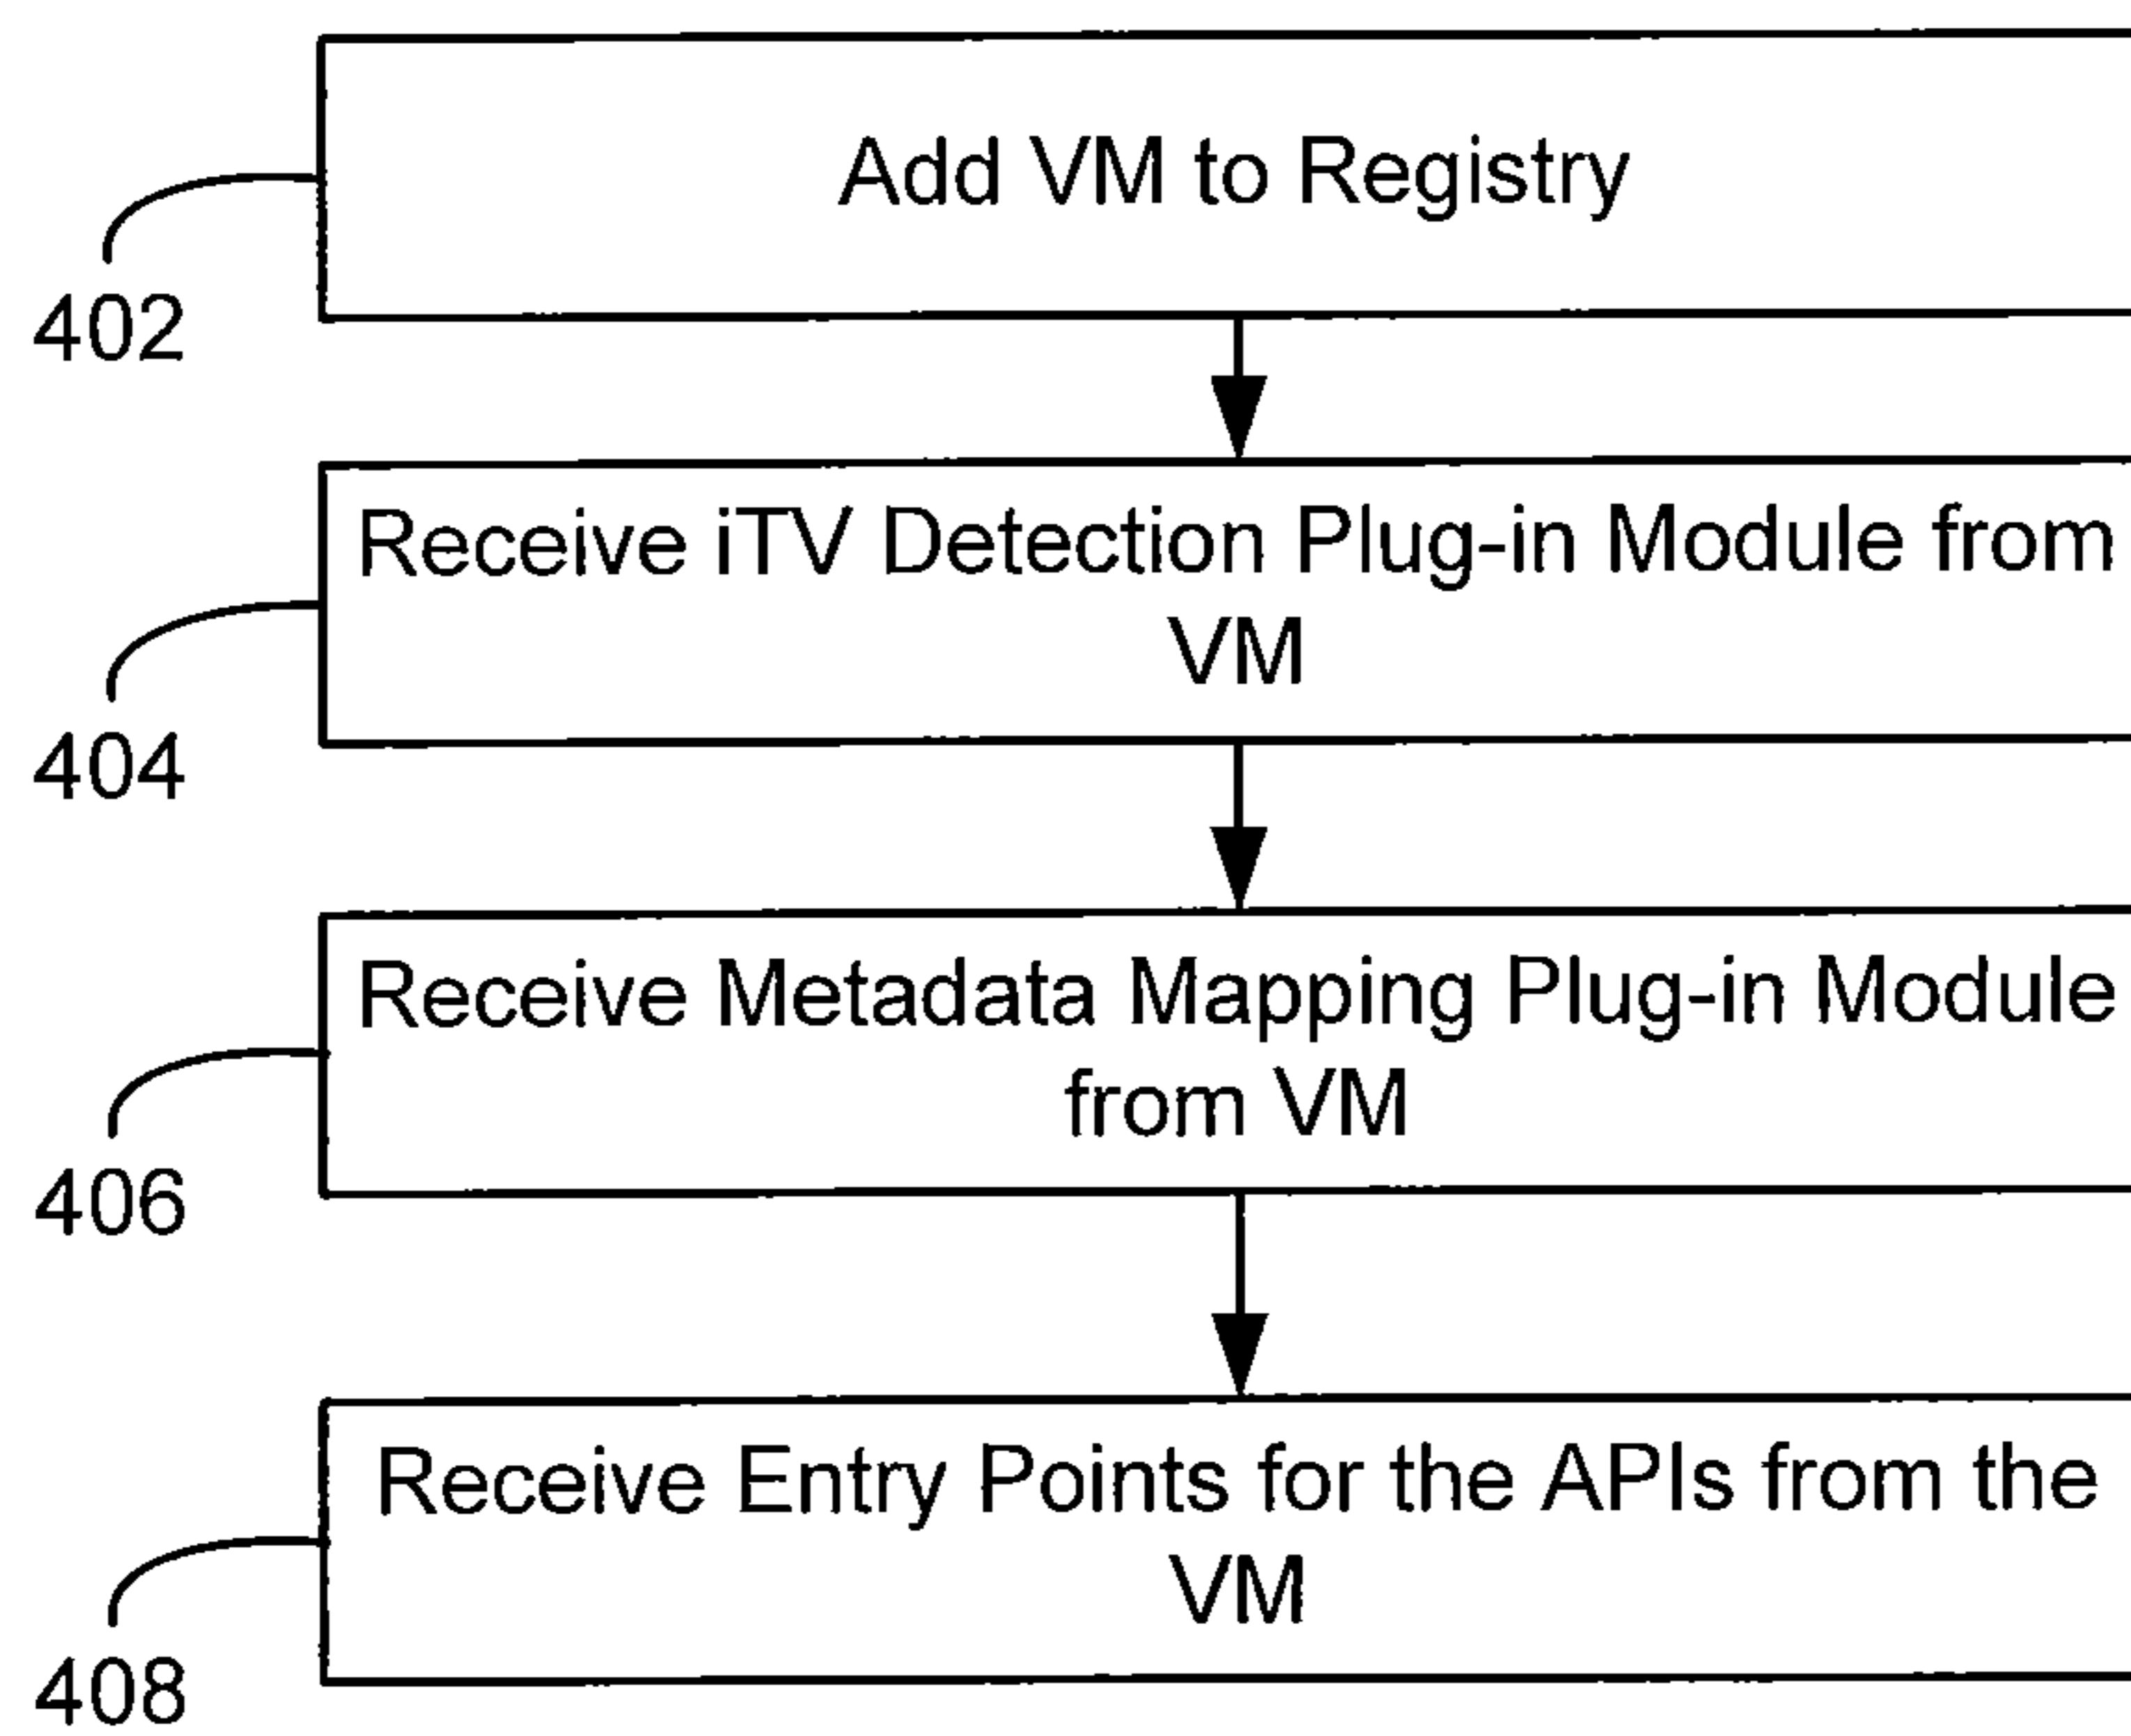 Add VM to Registry
402
Receive iTV Detection Plug-in Module from
VM
404
Receive Metadata Mapping Plug-in Module
from VM
406
Receive Entry Points for the APIs from the
VM
408